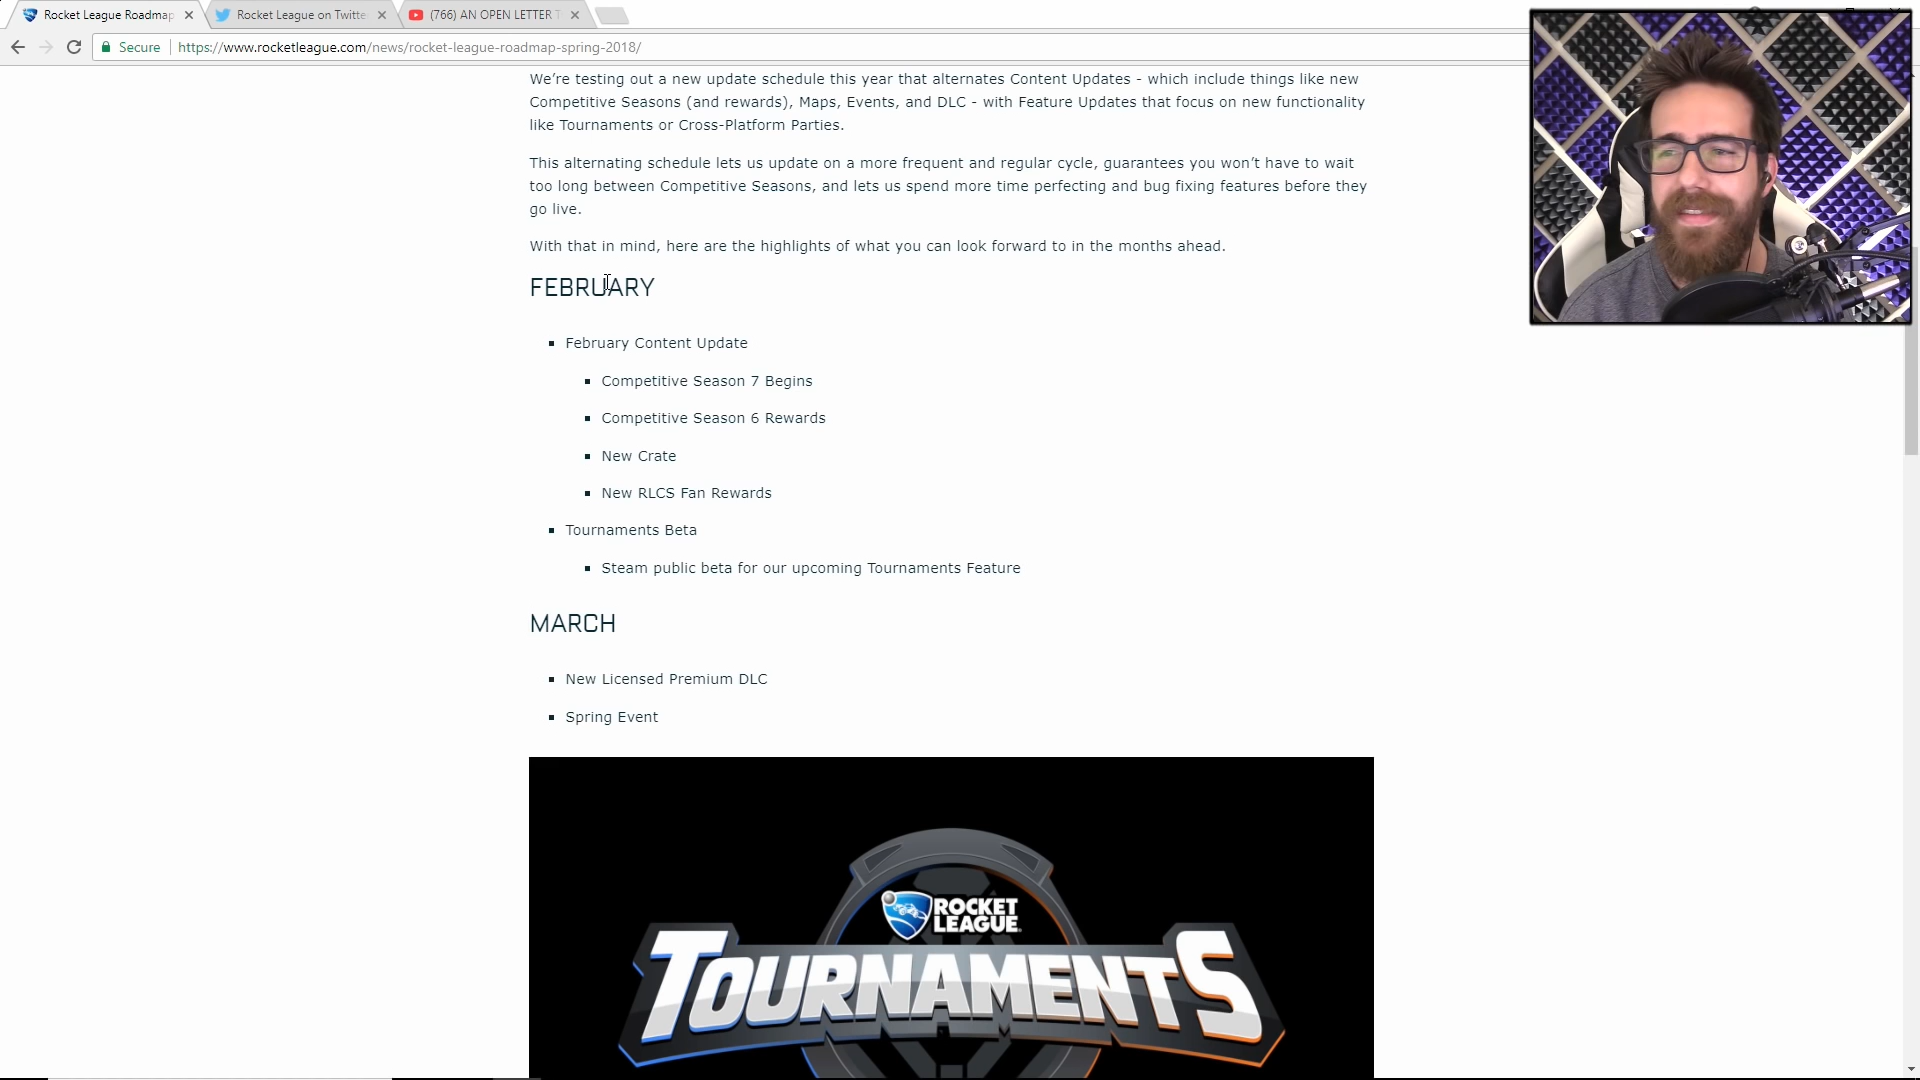 Rocket League Roadmap
Rocket League on Twitte
(766) AN OPEN LETTER T
Secure https://www.rocketleague.com/news/rocket-league-roadmap-spring-2018/
We’re testing out a new update schedule this year that alternates Content Updates - which include things like new
Competitive Seasons (and rewards), Maps, Events, and DLC - with Feature Updates that focus on new functionality
like Tournaments or Cross-Platform Parties.
This alternating schedule lets us update on a more frequent and regular cycle, guarantees you won’t have to wait
too long between Competitive Seasons, and lets us spend more time perfecting and bug fixing features before they
go live.
With that in mind, here are the highlights of what you can look forward to in the months ahead.
FEBRUARY
February Content Update
Competitive Season 7 Begins
Competitive Season 6 Rewards
New Crate
New RLCS Fan Rewards
Tournaments Beta
Steam public beta for our upcoming Tournaments Feature
MARCH
New Licensed Premium DLC
Spring Event
ROCKET
LEAGUE
TOURNAMENTS